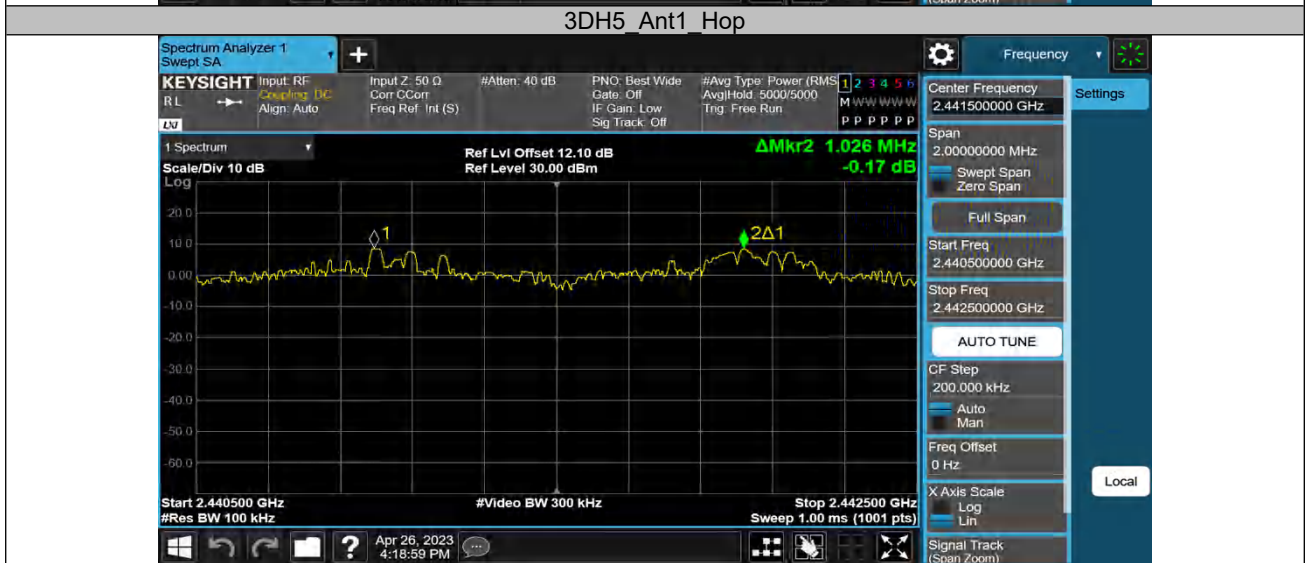 (Span Zoom)
3DH5_Ant1_Hop
Spectrum Analyzer 1
Swept SA
+
Frequency
KEYSIGHT
RL
LXI
Input: RF
Coupling: DC
Align: Auto
Input Z: 50 Ω
Corr CCorr
Freq Ref: Int (S)
#Atten: 40 dB
PNO: Best Wide
Gate: Off
IF Gain: Low
Sig Track: Off
#Avg Type: Power (RMS
Avg|Hold: 5000/5000
Trig: Free Run
1 2 3 4 5 6
M W W W W W
P P P P P P
1 Spectrum
Scale/Div 10 dB
Log
Ref Lvl Offset 12.10 dB
Ref Level 30.00 dBm
ΔMkr2 1.026 MHz
-0.17 dB
20.0
10.0
0.00
-10.0
-20.0
-30.0
-40.0
-50.0
-60.0
1
2Δ1
Start 2.440500 GHz
#Res BW 100 kHz
#Video BW 300 kHz
Stop 2.442500 GHz
Sweep 1.00 ms (1001 pts)
Center Frequency
2.441500000 GHz
Settings
Span
2.00000000 MHz
Swept Span
Zero Span
Full Span
Start Freq
2.440500000 GHz
Stop Freq
2.442500000 GHz
AUTO TUNE
CF Step
200.000 kHz
Auto
Man
Freq Offset
0 Hz
X Axis Scale
Log
Lin
Local
Signal Track
(Span Zoom)
?
Apr 26, 2023
4:18:59 PM